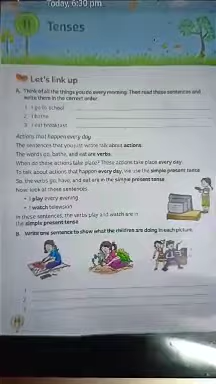 Today, 6:30 pm
11
Tenses
Let's link up
A. Think what all the things you do every morning. Then read these sentences and
write them in the correct order.
1. I go to school
2. I bathe
3. I eat breakfast
Actions that happen every day
The sentences that you just wrote talk about actions.
The words go, bathe, and eat are verbs.
When do these actions take place? These actions take place every day.
To talk about actions that happen every day, we use the simple present tense.
So, the verbs go, have, and eat are in the simple present tense.
Now look at these sentences.
• I play every evening
• I watch television
In these sentences, the verbs play and watch are in
the simple present tense
B. Write one sentence to show what the children are doing in each picture.
1
2
3